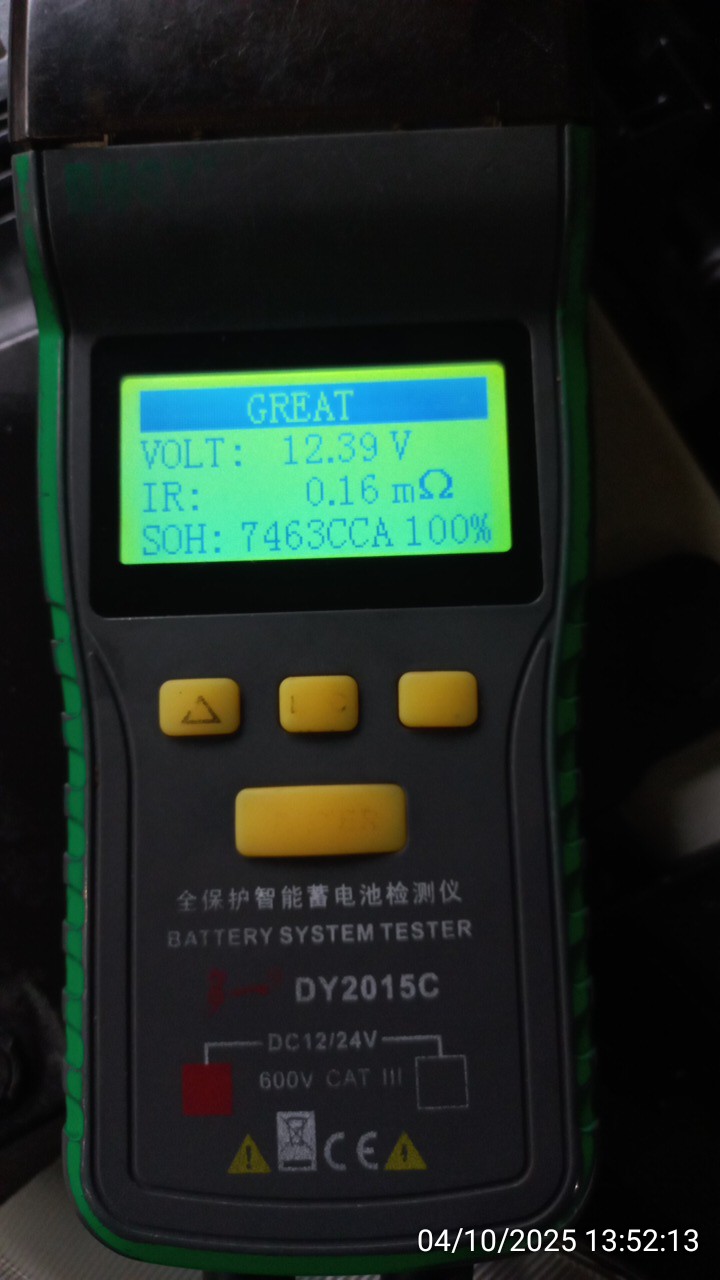 GREAT
VOLT: 12.39 V
IR: 0.16 mΩ
SOH: 7463CCA 100%
全保护智能蓄电池检测仪
BATTERY SYSTEM TESTER
DY2015C
DC12/24V
600V CAT III
CE
04/10/2025 13:52:13